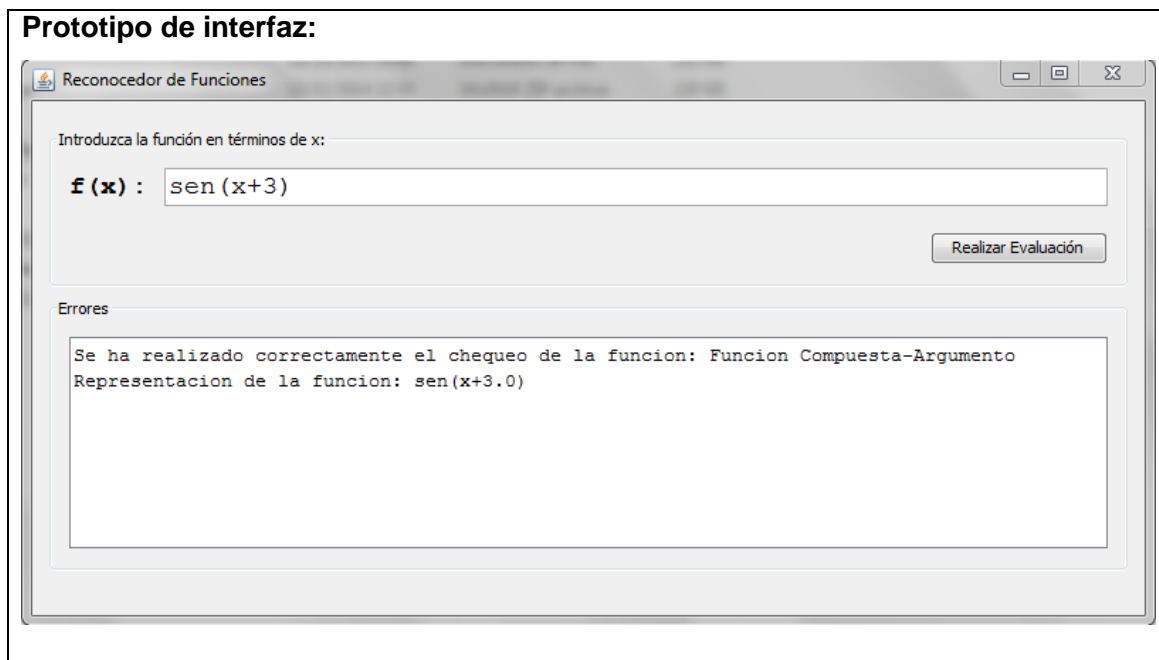 Prototipo de interfaz:
Reconocedor de Funciones
Introduzca la función en términos de x:
f(x): sen(x+3)
Realizar Evaluación
Errores
Se ha realizado correctamente el chequeo de la funcion: Funcion Compuesta-Argumento
Representacion de la funcion: sen(x+3.0)